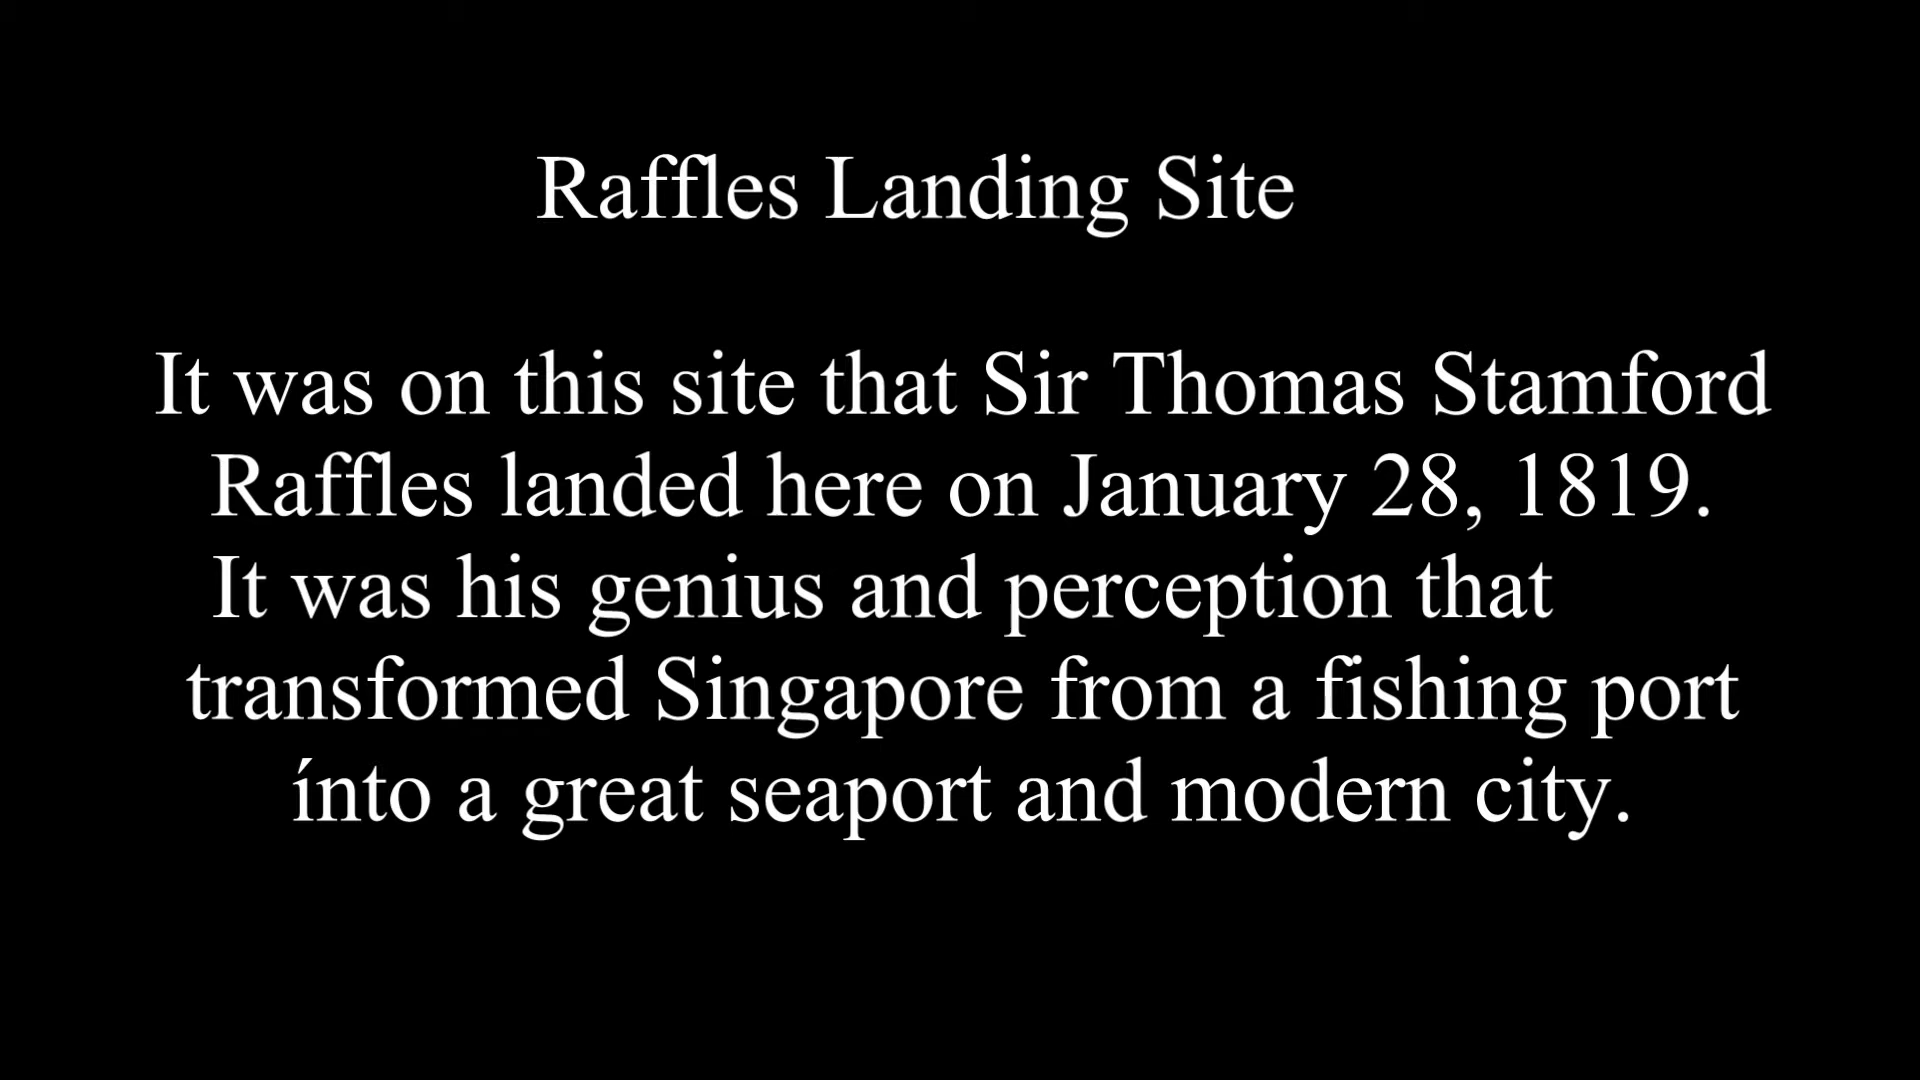 Raffles Landing Site
It was on this site that Sir Thomas Stamford
Raffles landed here on January 28, 1819.
It was his genius and perception that
transformed Singapore from a fishing port
ínto a great seaport and modern city.